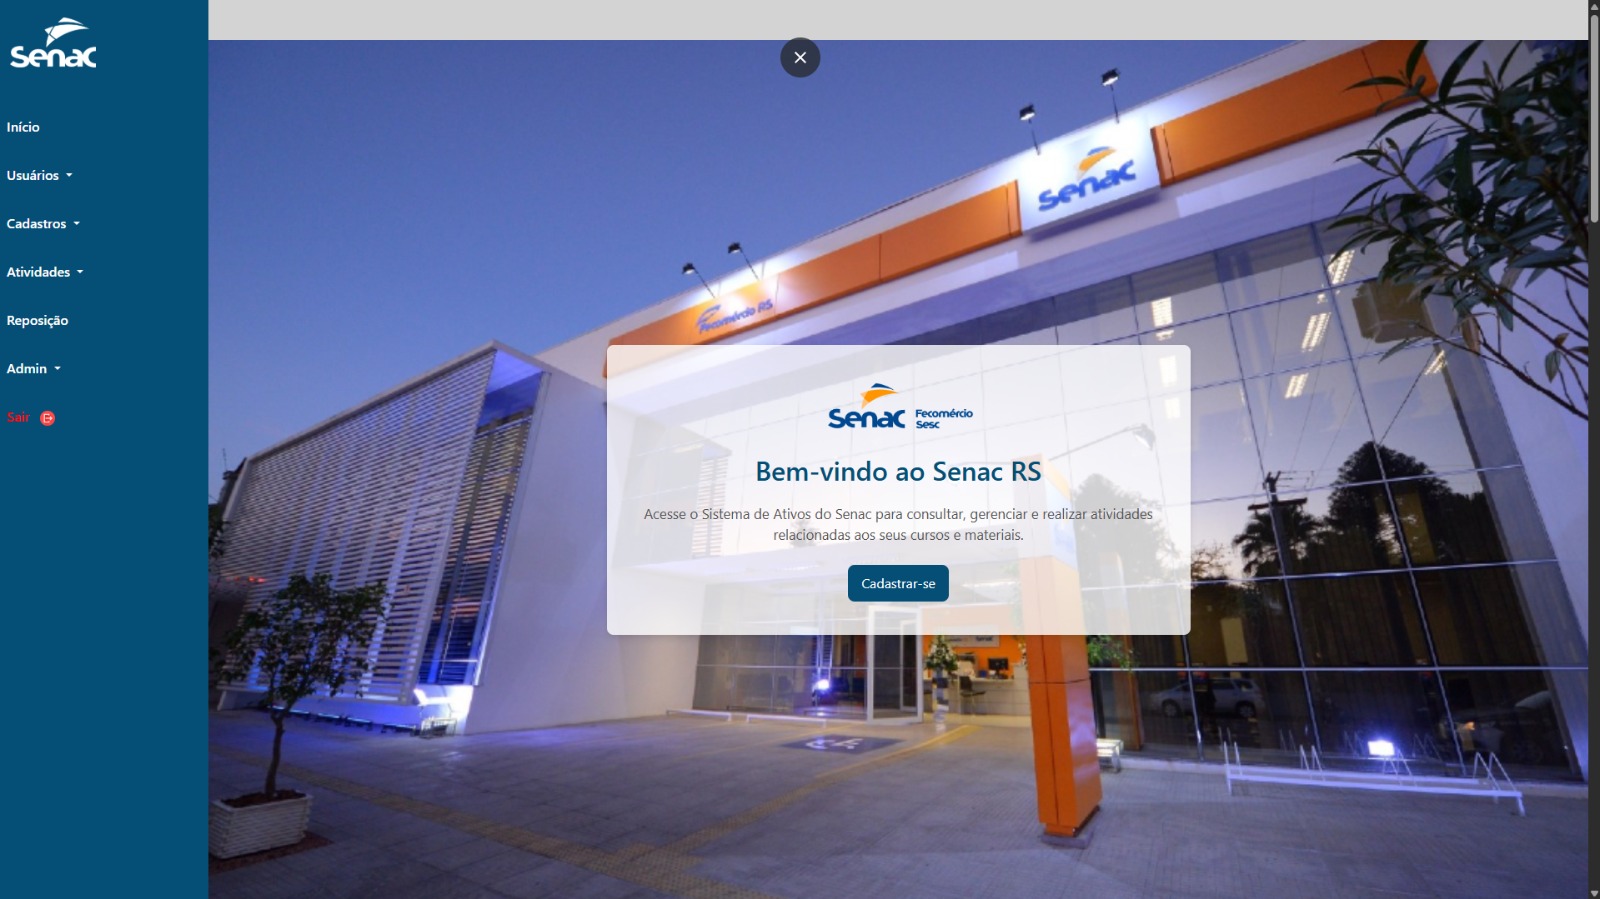 Senac
Início
Usuários
Cadastros
Atividades
Reposição
Admin
Sair
Senac
Fecomércio RS
Senac Fecomércio
Sesc
Bem-vindo ao Senac RS
Acesse o Sistema de Ativos do Senac para consultar, gerenciar e realizar atividades
relacionadas aos seus cursos e materiais.
Cadastrar-se